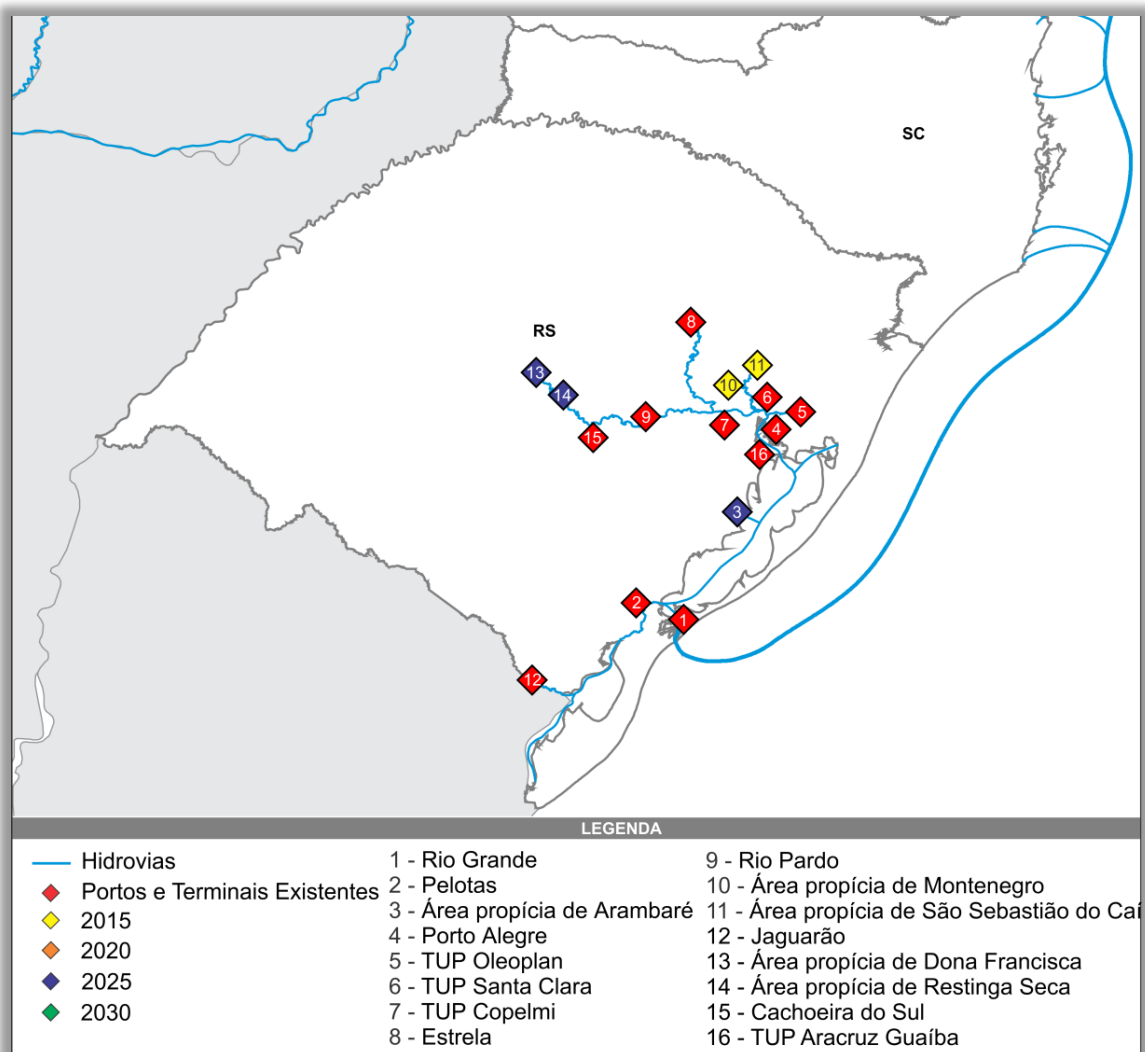 SC
RS
8
13
11
10
14
6
5
9
7
4
15
16
3
2
1
12
LEGENDA
Hidrovias
Portos e Terminais Existentes
2015
2020
2025
2030
1 - Rio Grande
2 - Pelotas
3 - Área propícia de Arambaré
4 - Porto Alegre
5 - TUP Oleoplan
6 - TUP Santa Clara
7 - TUP Copelmi
8 - Estrela
9 - Rio Pardo
10 - Área propícia de Montenegro
11 - Área propícia de São Sebastião do Caí
12 - Jaguarão
13 - Área propícia de Dona Francisca
14 - Área propícia de Restinga Seca
15 - Cachoeira do Sul
16 - TUP Aracruz Guaíba